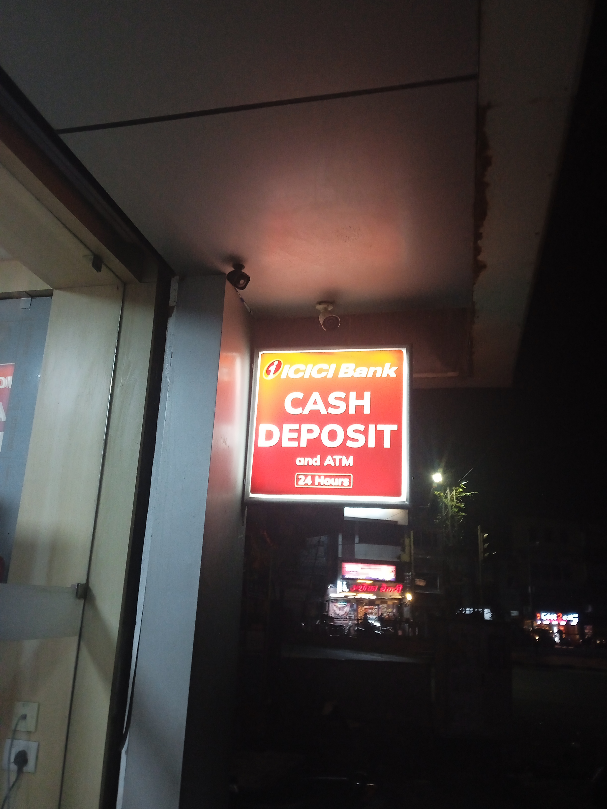 ICICI Bank
CASH
DEPOSIT
and ATM
24 Hours